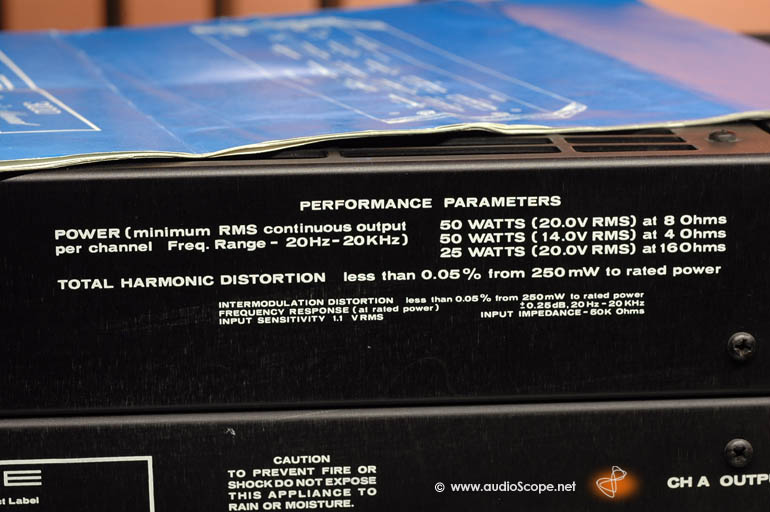 PERFORMANCE PARAMETERS
POWER (minimum RMS continuous output
per channel Freq. Range - 20Hz-20KHz)
50 WATTS (20.0V RMS) at 8 Ohms
50 WATTS (14.0V RMS) at 4 Ohms
25 WATTS (20.0V RMS) at 16 Ohms
TOTAL HARMONIC DISTORTION less than 0.05% from 250mW to rated power
INTERMODULATION DISTORTION less than 0.05% from 250mW to rated power
FREQUENCY RESPONSE (at rated power) ±0.25dB, 20Hz-20KHz
INPUT SENSITIVITY 1.1 VRMS INPUT IMPEDANCE-50K Ohms
E
ct Label
CAUTION
TO PREVENT FIRE OR
SHOCK DO NOT EXPOSE
THIS APPLIANCE TO
RAIN OR MOISTURE.
© www.audioScope.net
CH A OUTP